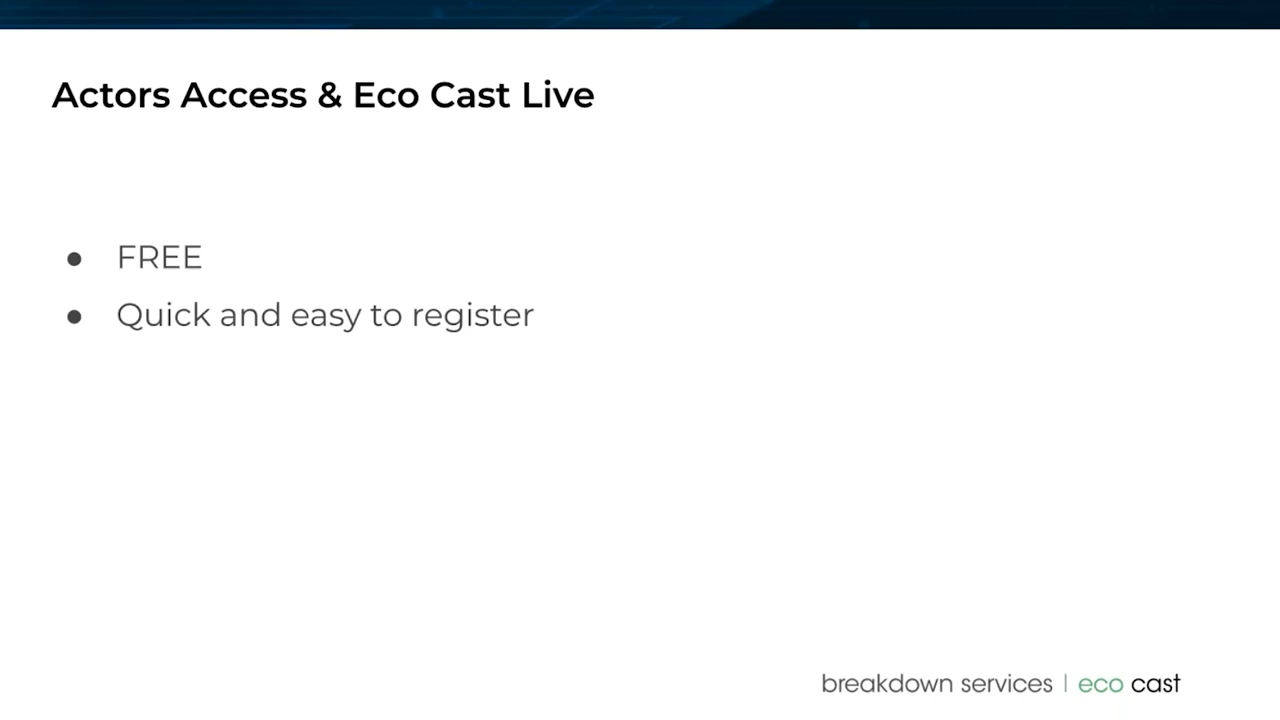 Actors Access & Eco Cast Live
● FREE
● Quick and easy to register
breakdown services | eco cast